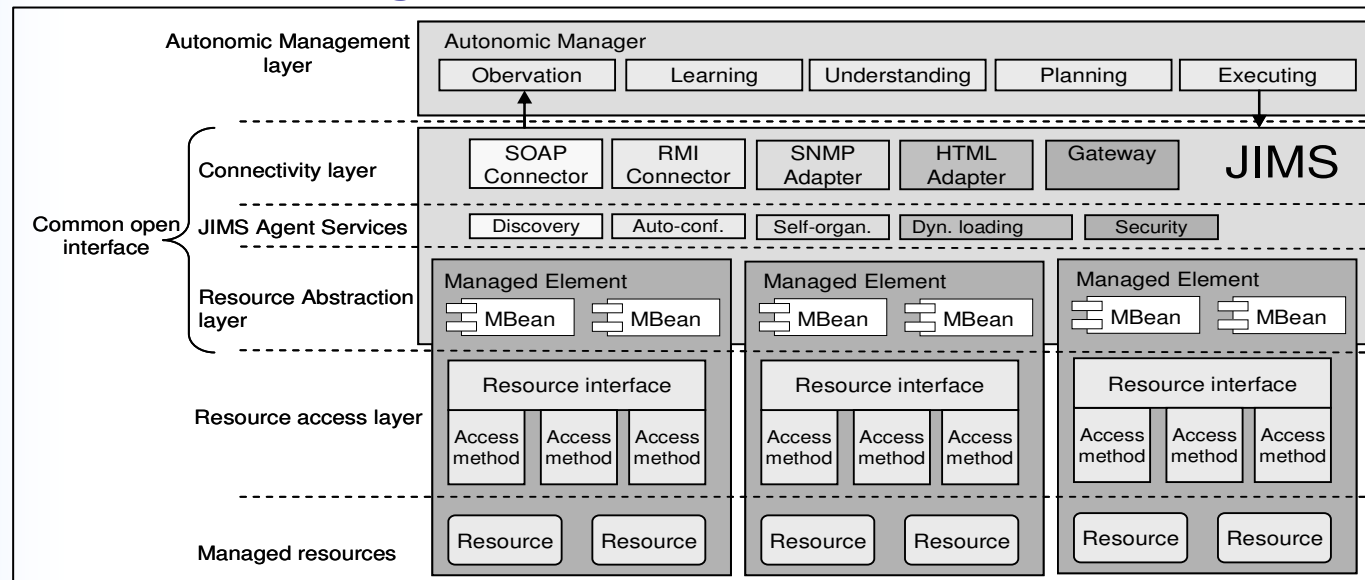 Autonomic Management
layer
Autonomic Manager
Obervation
Learning
Understanding
Planning
Executing
Common open
interface
Connectivity layer
SOAP
Connector
RMI
Connector
SNMP
Adapter
HTML
Adapter
Gateway
JIMS
JIMS Agent Services
Discovery
Auto-conf.
Self-organ.
Dyn. loading
Security
Resource Abstraction
layer
Managed Element
MBean
MBean
Managed Element
MBean
MBean
Managed Element
MBean
MBean
Resource access layer
Resource interface
Access
method
Access
method
Access
method
Resource interface
Access
method
Access
method
Access
method
Resource interface
Access
method
Access
method
Access
method
Managed resources
Resource
Resource
Resource
Resource
Resource
Resource